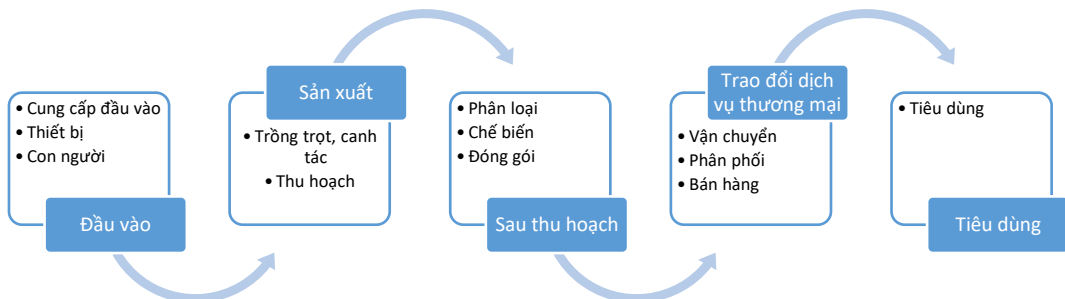 • Cung cấp đầu vào
• Thiết bị
• Con người
Đầu vào
Sản xuất
• Trồng trọt, canh
tác
• Thu hoạch
• Phân loại
• Chế biến
• Đóng gói
Sau thu hoạch
Trao đổi dịch
vụ thương mại
• Vận chuyển
• Phân phối
• Bán hàng
• Tiêu dùng
Tiêu dùng